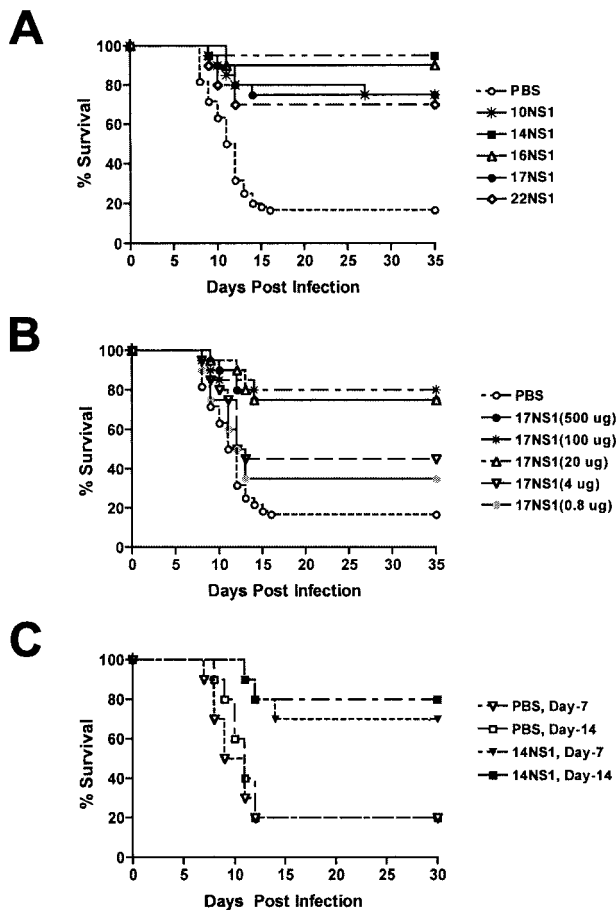 A
100
80
60
40
20
0
% Survival
0 5 10 15 20 25 30 35
Days Post Infection
PBS
10NS1
14NS1
16NS1
17NS1
22NS1
B
100
80
60
40
20
0
% Survival
0 5 10 15 20 25 30 35
Days Post Infection
PBS
17NS1(500 ug)
17NS1(100 ug)
17NS1(20 ug)
17NS1(4 ug)
17NS1(0.8 ug)
C
100
80
60
40
20
0
% Survival
0 5 10 15 20 25 30
Days Post Infection
PBS, Day-7
PBS, Day-14
14NS1, Day-7
14NS1, Day-14